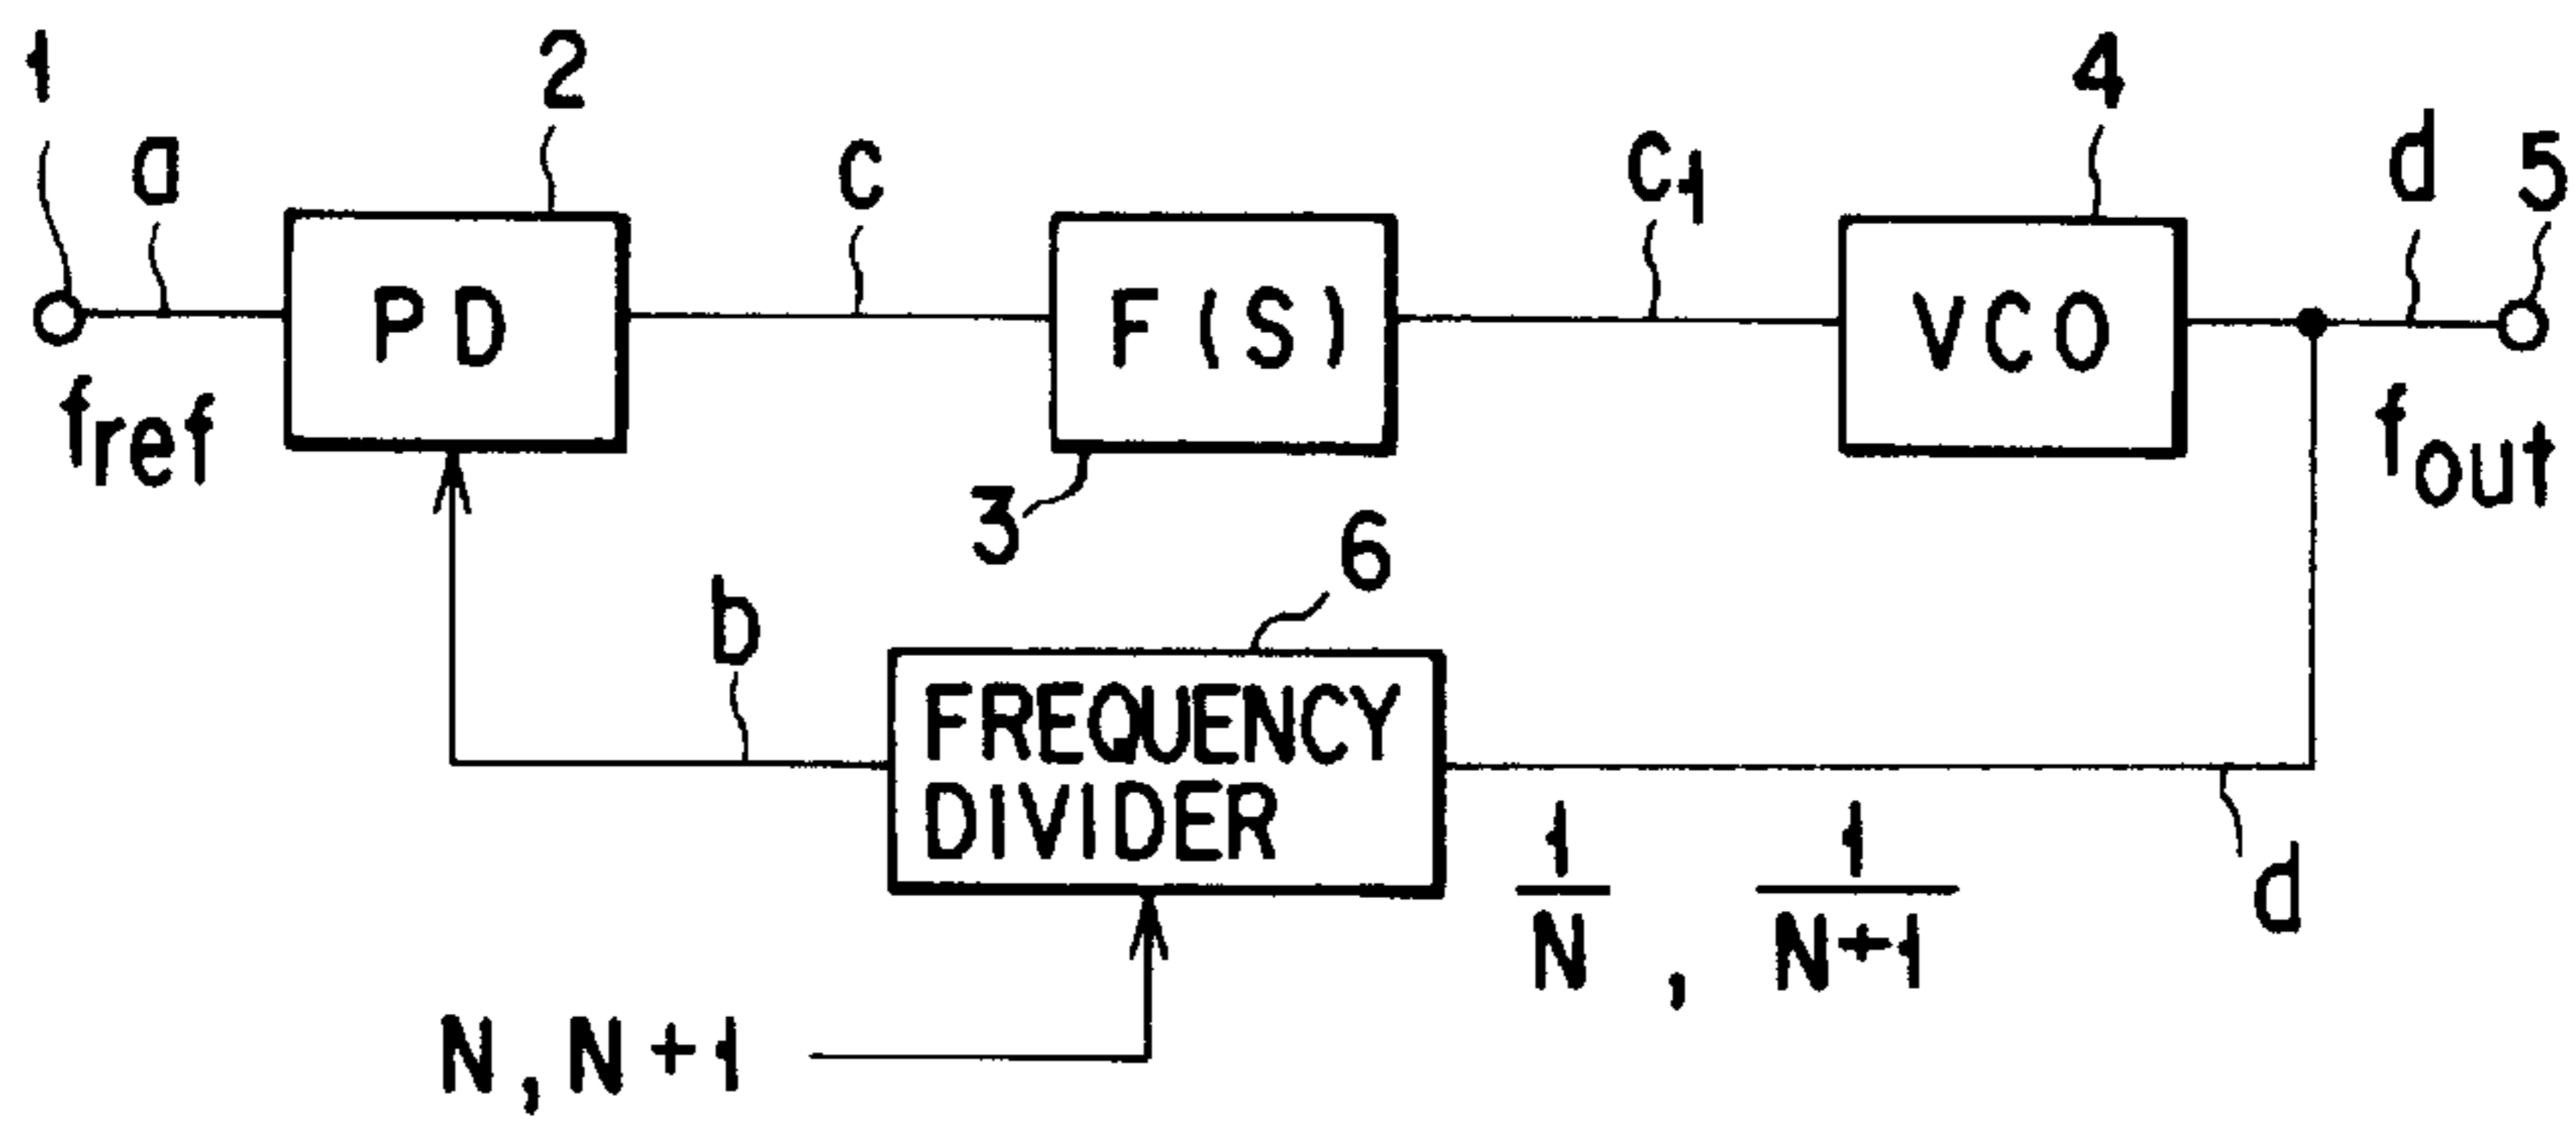 1
a
2
c
c1
4
d
5
PD
F(S)
VCO
fref
fout
3
6
b
FREQUENCY
DIVIDER
1/N , 1/N+1
d
N, N+1